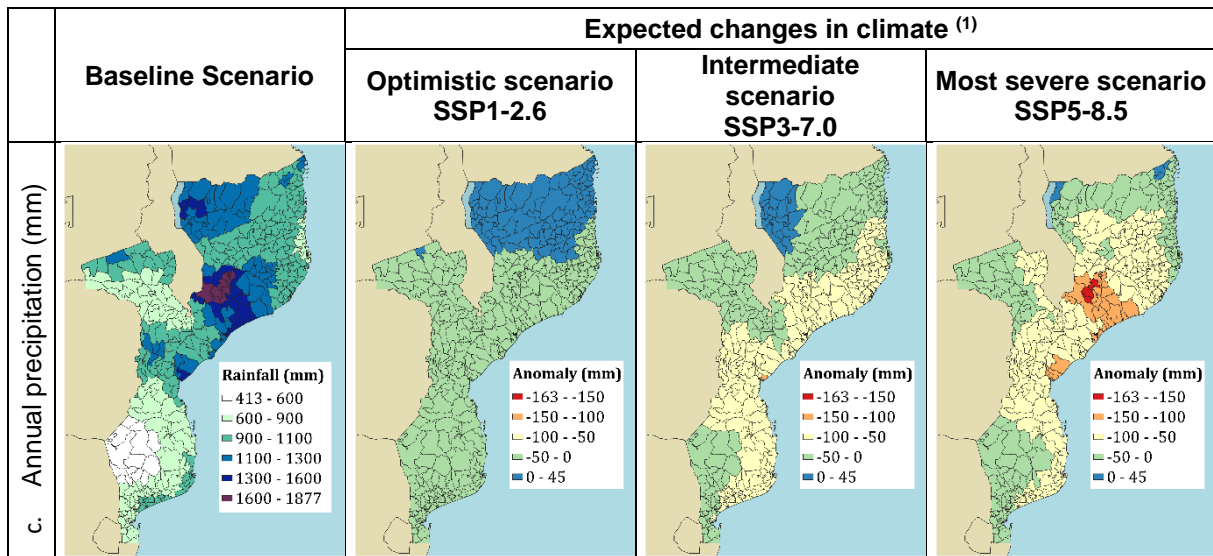 Expected changes in climate (1)
Baseline Scenario
Optimistic scenario
SSP1-2.6
Intermediate
scenario
SSP3-7.0
Most severe scenario
SSP5-8.5
c. Annual precipitation (mm)
Rainfall (mm)
413 - 600
600 - 900
900 - 1100
1100 - 1300
1300 - 1600
1600 - 1877
Anomaly (mm)
-163 - -150
-150 - -100
-100 - -50
-50 - 0
0 - 45
Anomaly (mm)
-163 - -150
-150 - -100
-100 - -50
-50 - 0
0 - 45
Anomaly (mm)
-163 - -150
-150 - -100
-100 - -50
-50 - 0
0 - 45